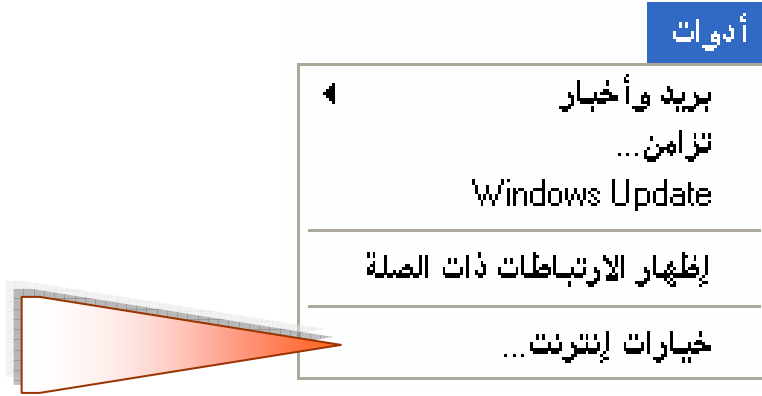 أدوات
بريد وأخبار
تزامن...
Windows Update
إظهار الارتباطات ذات الصلة
خيارات إنترنت...